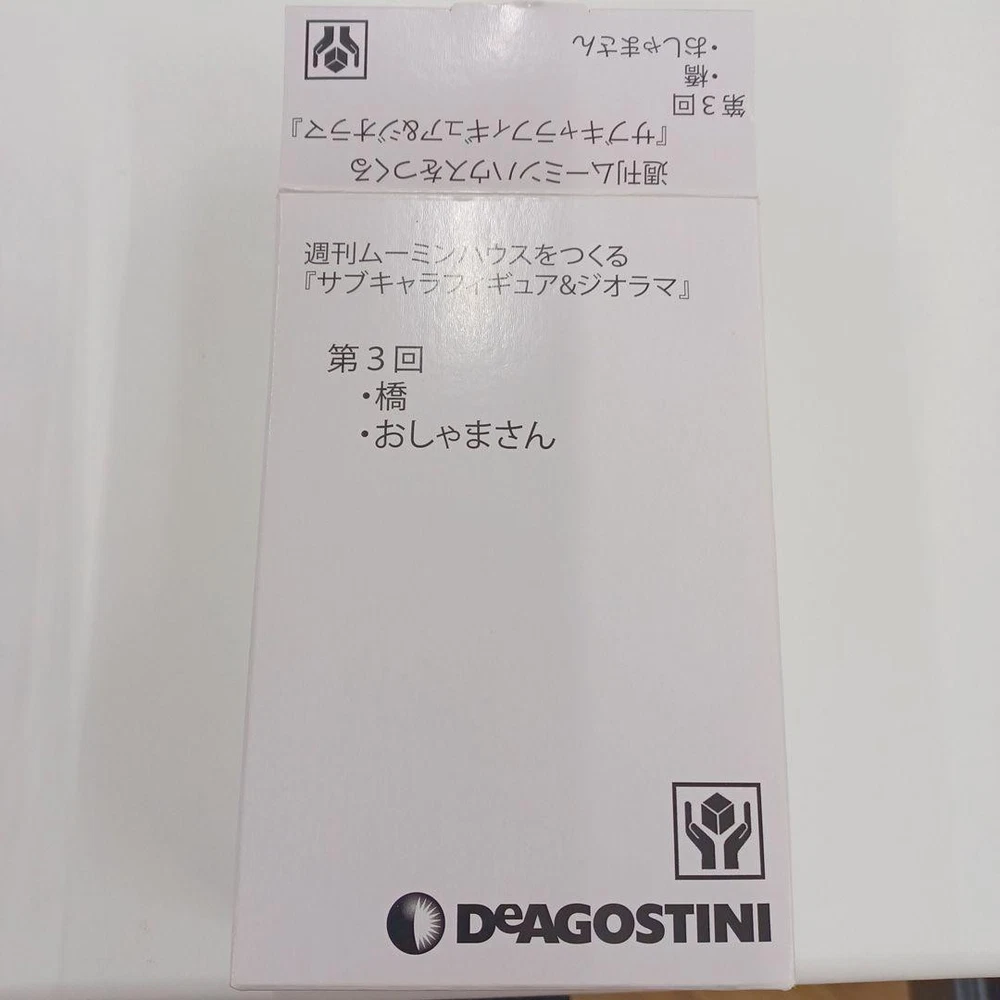 週刊ムーミンハウスをつくる
『サブキャラフィギュア&ジオラマ』
第3回
・橋
・おしゃまさん
週刊ムーミンハウスをつくる
『サブキャラフィギュア&ジオラマ』
第3回
・橋
・おしゃまさん
DeAGOSTINI